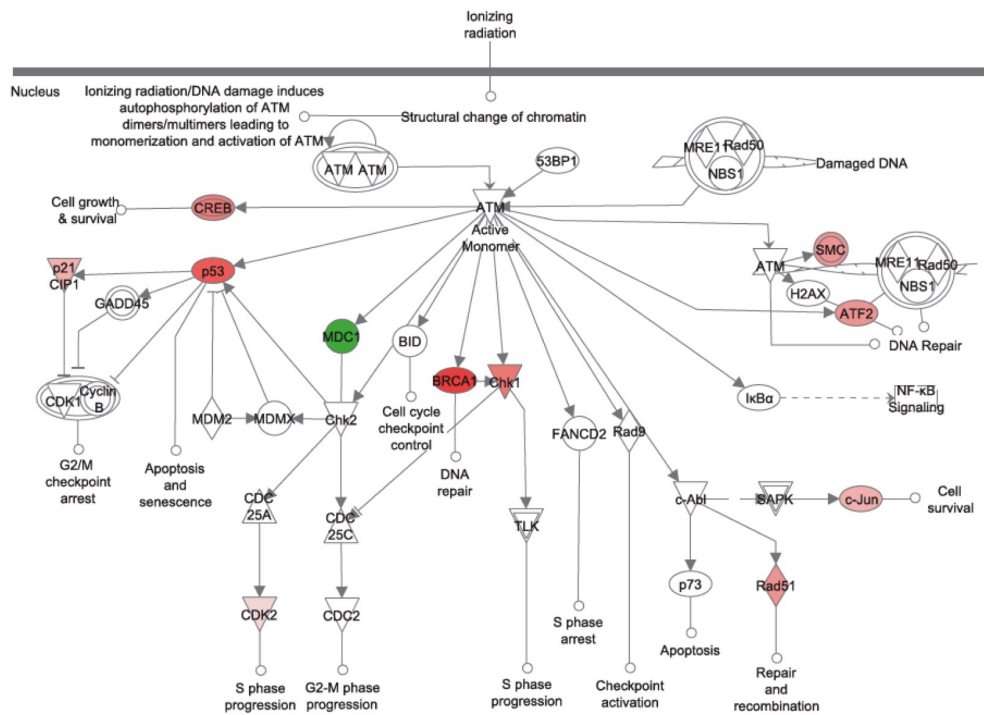 Ionizing
radiation
Nucleus
Ionizing radiation/DNA damage induces
autophosphorylation of ATM
dimers/multimers leading to
monomerization and activation of ATM
Structural change of chromatin
ATM ATM
53BP1
MRE11
Rad50
NBS1
Damaged DNA
Cell growth
& survival
CREB
ATM
Active
Monomer
p21
CIP1
p53
GADD45
ATM
SMC
MRE11
Rad50
NBS1
H2AX
ATF2
DNA Repair
MDC1
BID
BRCA1
Chk1
CDK1
Cyclin
B
MDM2
MDMX
Chk2
Cell cycle
checkpoint
control
IκBα
NF-κB
Signaling
FANCD2
Rad9
G2/M
checkpoint
arrest
Apoptosis
and
senescence
DNA
repair
CDC
25A
CDC
25C
TLK
c-Abl
SAPK
c-Jun
Cell
survival
p73
Rad51
CDK2
CDC2
S phase
arrest
Apoptosis
S phase
progression
G2-M phase
progression
S phase
progression
Checkpoint
activation
Repair
and
recombination